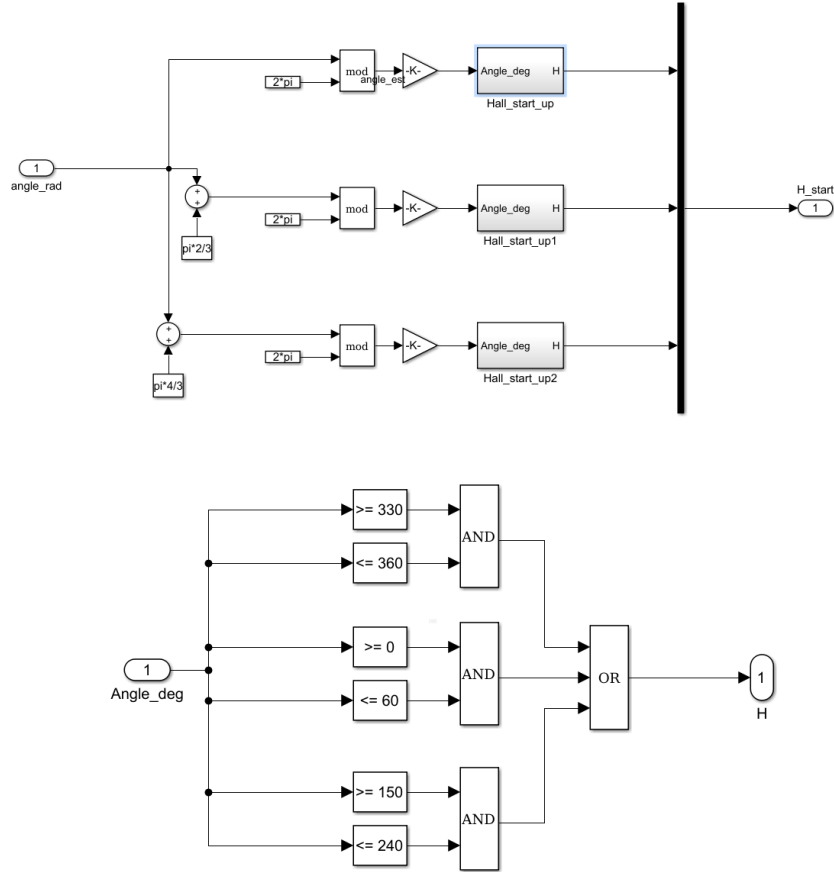 mod
2*pi
angle_est
-K-
Angle_deg H
Hall_start_up
1
angle_rad
+
+
pi*2/3
2*pi
mod
-K-
Angle_deg H
Hall_start_up1
H_start
1
+
+
pi*4/3
2*pi
mod
-K-
Angle_deg H
Hall_start_up2
>= 330
<= 360
AND
>= 0
<= 60
AND
1
Angle_deg
OR
1
H
>= 150
<= 240
AND